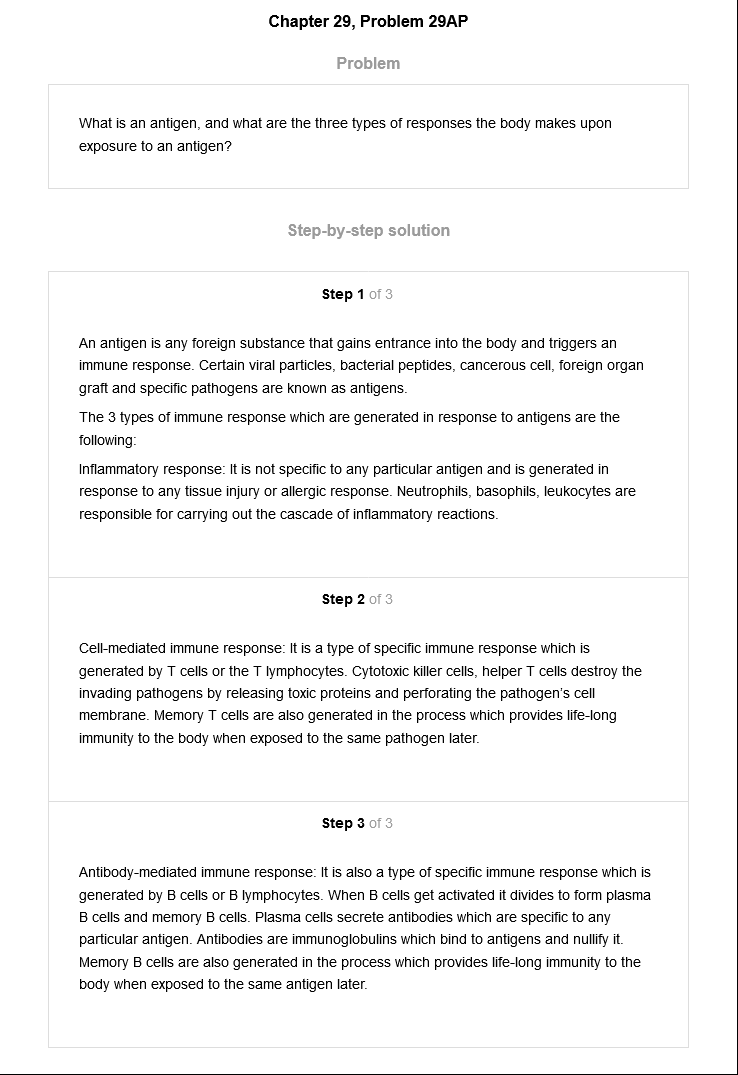 Chapter 29, Problem 29AP
Problem
What is an antigen, and what are the three types of responses the body makes upon
exposure to an antigen?
Step-by-step solution
Step 1 of 3
An antigen is any foreign substance that gains entrance into the body and triggers an
immune response. Certain viral particles, bacterial peptides, cancerous cell, foreign organ
graft and specific pathogens are known as antigens.
The 3 types of immune response which are generated in response to antigens are the
following:
Inflammatory response: It is not specific to any particular antigen and is generated in
response to any tissue injury or allergic response. Neutrophils, basophils, leukocytes are
responsible for carrying out the cascade of inflammatory reactions.
Step 2 of 3
Cell-mediated immune response: It is a type of specific immune response which is
generated by T cells or the T lymphocytes. Cytotoxic killer cells, helper T cells destroy the
invading pathogens by releasing toxic proteins and perforating the pathogen's cell
membrane. Memory T cells are also generated in the process which provides life-long
immunity to the body when exposed to the same pathogen later.
Step 3 of 3
Antibody-mediated immune response: It is also a type of specific immune response which is
generated by B cells or B lymphocytes. When B cells get activated it divides to form plasma
B cells and memory B cells. Plasma cells secrete antibodies which are specific to any
particular antigen. Antibodies are immunoglobulins which bind to antigens and nullify it.
Memory B cells are also generated in the process which provides life-long immunity to the
body when exposed to the same antigen later.